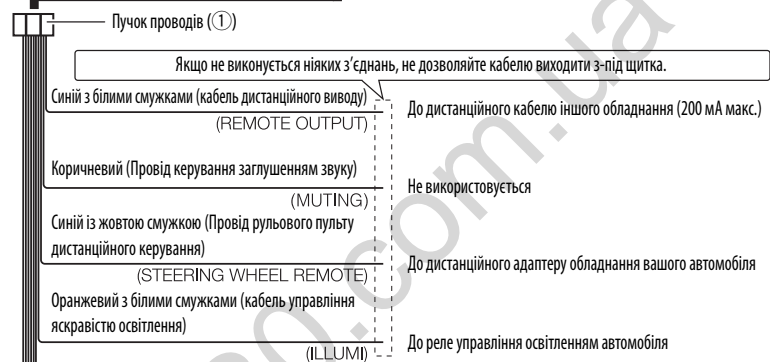 Пучок проводів (①)
Якщо не виконується ніяких з’єднань, не дозволяйте кабелю виходити з-під щитка.
Синій з білими смужками (кабель дистанційного виводу)
(REMOTE OUTPUT)
До дистанційного кабелю іншого обладнання (200 мА макс.)
Коричневий (Провід керування заглушенням звуку)
(MUTING)
Не використовується
Синій із жовтою смужкою (Провід рульового пульту
дистанційного керування)
(STEERING WHEEL REMOTE)
До дистанційного адаптеру обладнання вашого автомобіля
Оранжевий з білими смужками (кабель управління
яскравістю освітлення)
(ILLUMI)
До реле управління освітленням автомобіля